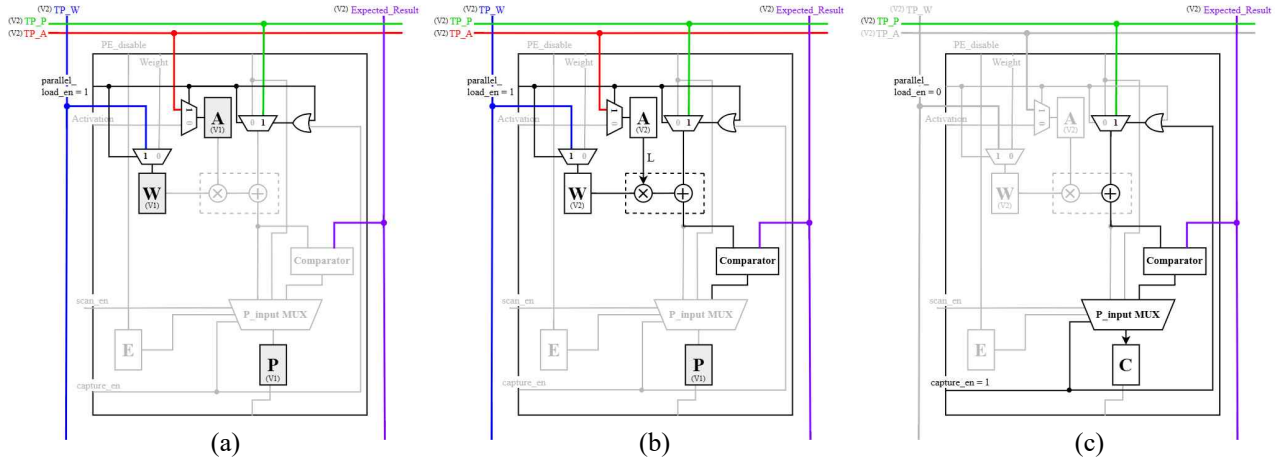 (V2) TP_W
(V2) Expected_Result
(V2) TP_P
(V2) TP_A
PE_disable
Weight
parallel_
load_en = 1
1
0
A
(V1)
0 1
Activation
1 0
W
(V1)
Comparator
scan_en
P_input MUX
E
P
(V1)
capture_en
(a)
(V2) TP_W
(V2) Expected_Result
(V2) TP_P
(V2) TP_A
PE_disable
Weight
parallel_
load_en = 1
1
0
A
(V2)
0 1
Activation
1 0
L
W
(V2)
Comparator
scan_en
P_input MUX
E
P
(V1)
capture_en
(b)
(V2) TP_W
(V2) Expected_Result
(V2) TP_P
(V2) TP_A
PE_disable
Weight
parallel_
load_en = 0
1
0
A
(V2)
0 1
Activation
1 0
W
(V2)
Comparator
scan_en
P_input MUX
E
C
capture_en = 1
(c)